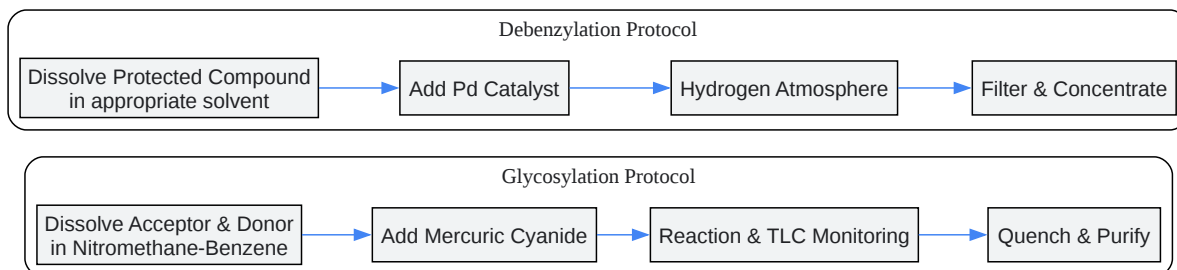 Debenzylation Protocol
Dissolve Protected Compound
in appropriate solvent
Add Pd Catalyst
Hydrogen Atmosphere
Filter & Concentrate
Glycosylation Protocol
Dissolve Acceptor & Donor
in Nitromethane-Benzene
Add Mercuric Cyanide
Reaction & TLC Monitoring
Quench & Purify